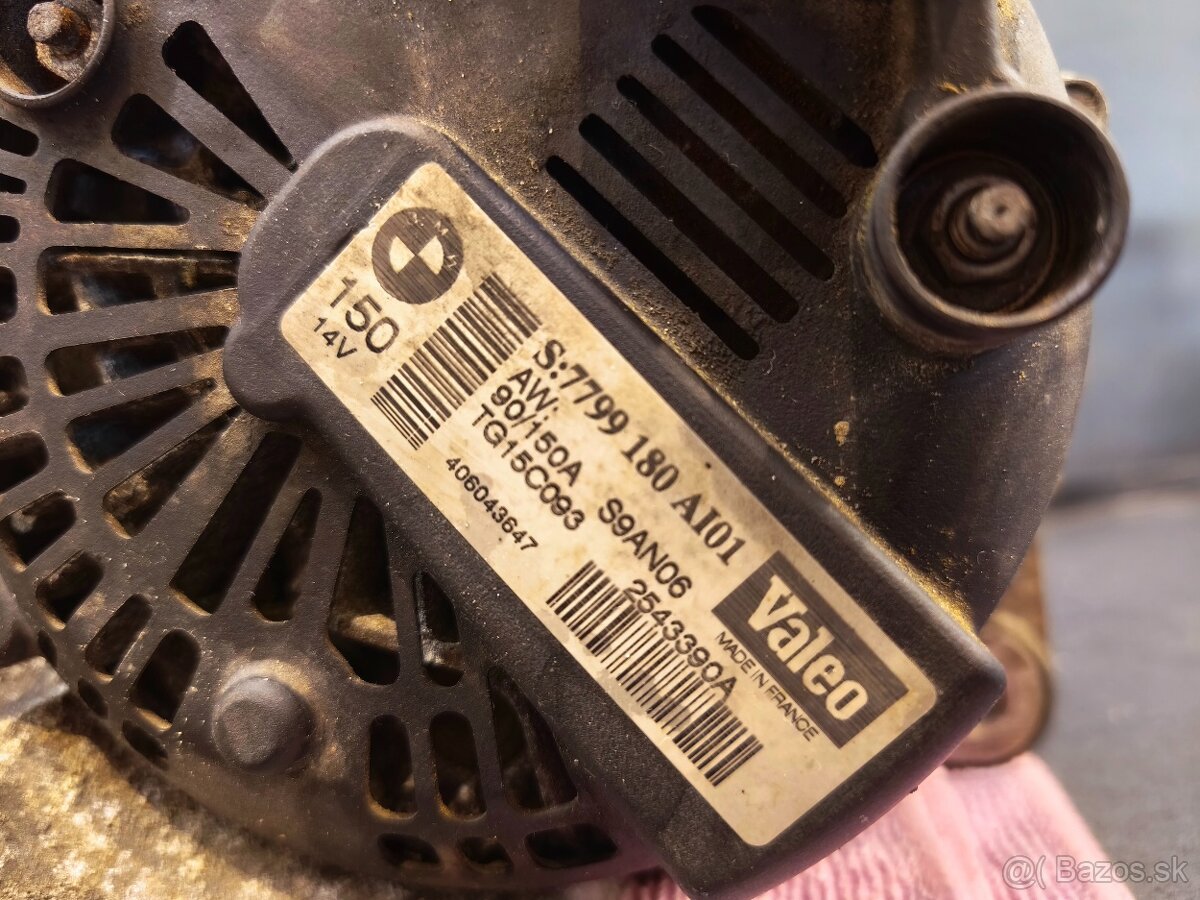 150
14V
S:7799 180 AI01
AW:
90/150A S9AN06
TG15C093 2543390A
406043647
Valeo
MADE IN FRANCE
@( Bazos.sk